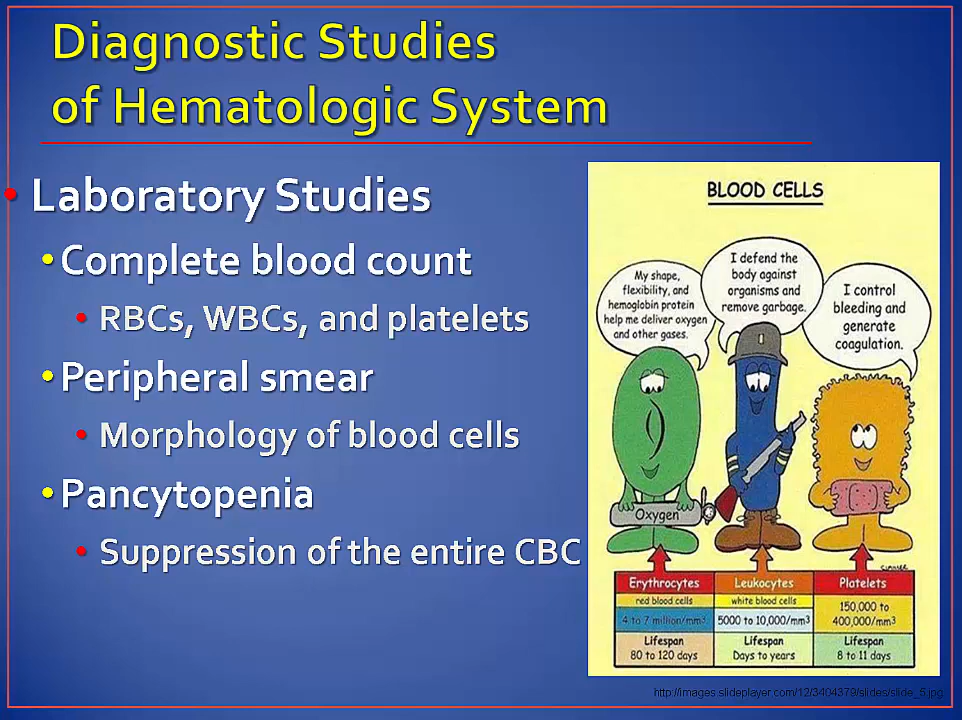 Diagnostic Studies
of Hematologic System
• Laboratory Studies
• Complete blood count
• RBCs, WBCs, and platelets
• Peripheral smear
• Morphology of blood cells
• Pancytopenia
• Suppression of the entire CBC
BLOOD CELLS
My shape,
flexibility, and
hemoglobin protein
help me deliver oxygen
and other gases.
I defend the
body against
organisms and
remove garbage.
I control
bleeding and
generate
coagulation.
Oxygen
Erythrocytes
red blood cells
4 to 7 million/mm³
Lifespan
80 to 120 days
Leukocytes
white blood cells
5000 to 10,000/mm³
Lifespan
Days to years
Platelets
150,000 to
400,000/mm³
Lifespan
8 to 11 days
http://images.slideplayer.com/12/3404379/slides/slide_5.jpg